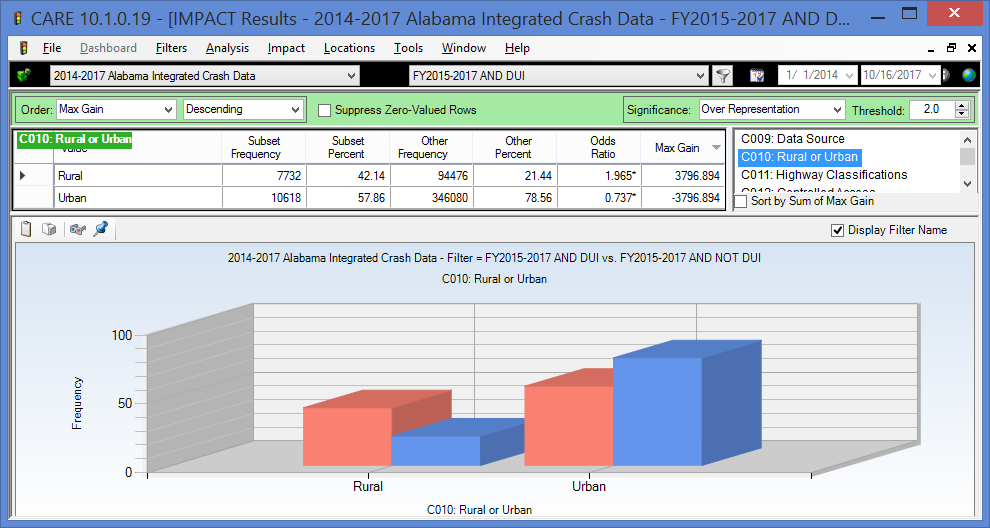 CARE 10.1.0.19 - [IMPACT Results - 2014-2017 Alabama Integrated Crash Data - FY2015-2017 AND D...
File Dashboard Filters Analysis Impact Locations Tools Window Help
2014-2017 Alabama Integrated Crash Data FY2015-2017 AND DUI 1/ 1/2014 10/16/2017
Order: Max Gain Descending Suppress Zero-Valued Rows Significance: Over Representation Threshold: 2.0
C010: Rural or Urban
Value Subset Frequency Subset Percent Other Frequency Other Percent Odds Ratio Max Gain
Rural 7732 42.14 94476 21.44 1.965* 3796.894
Urban 10618 57.86 346080 78.56 0.737* -3796.894
C009: Data Source
C010: Rural or Urban
C011: Highway Classifications
C012: Controlled Access
Sort by Sum of Max Gain
Display Filter Name
2014-2017 Alabama Integrated Crash Data - Filter = FY2015-2017 AND DUI vs. FY2015-2017 AND NOT DUI
C010: Rural or Urban
100
50
0
Frequency
Rural Urban
C010: Rural or Urban